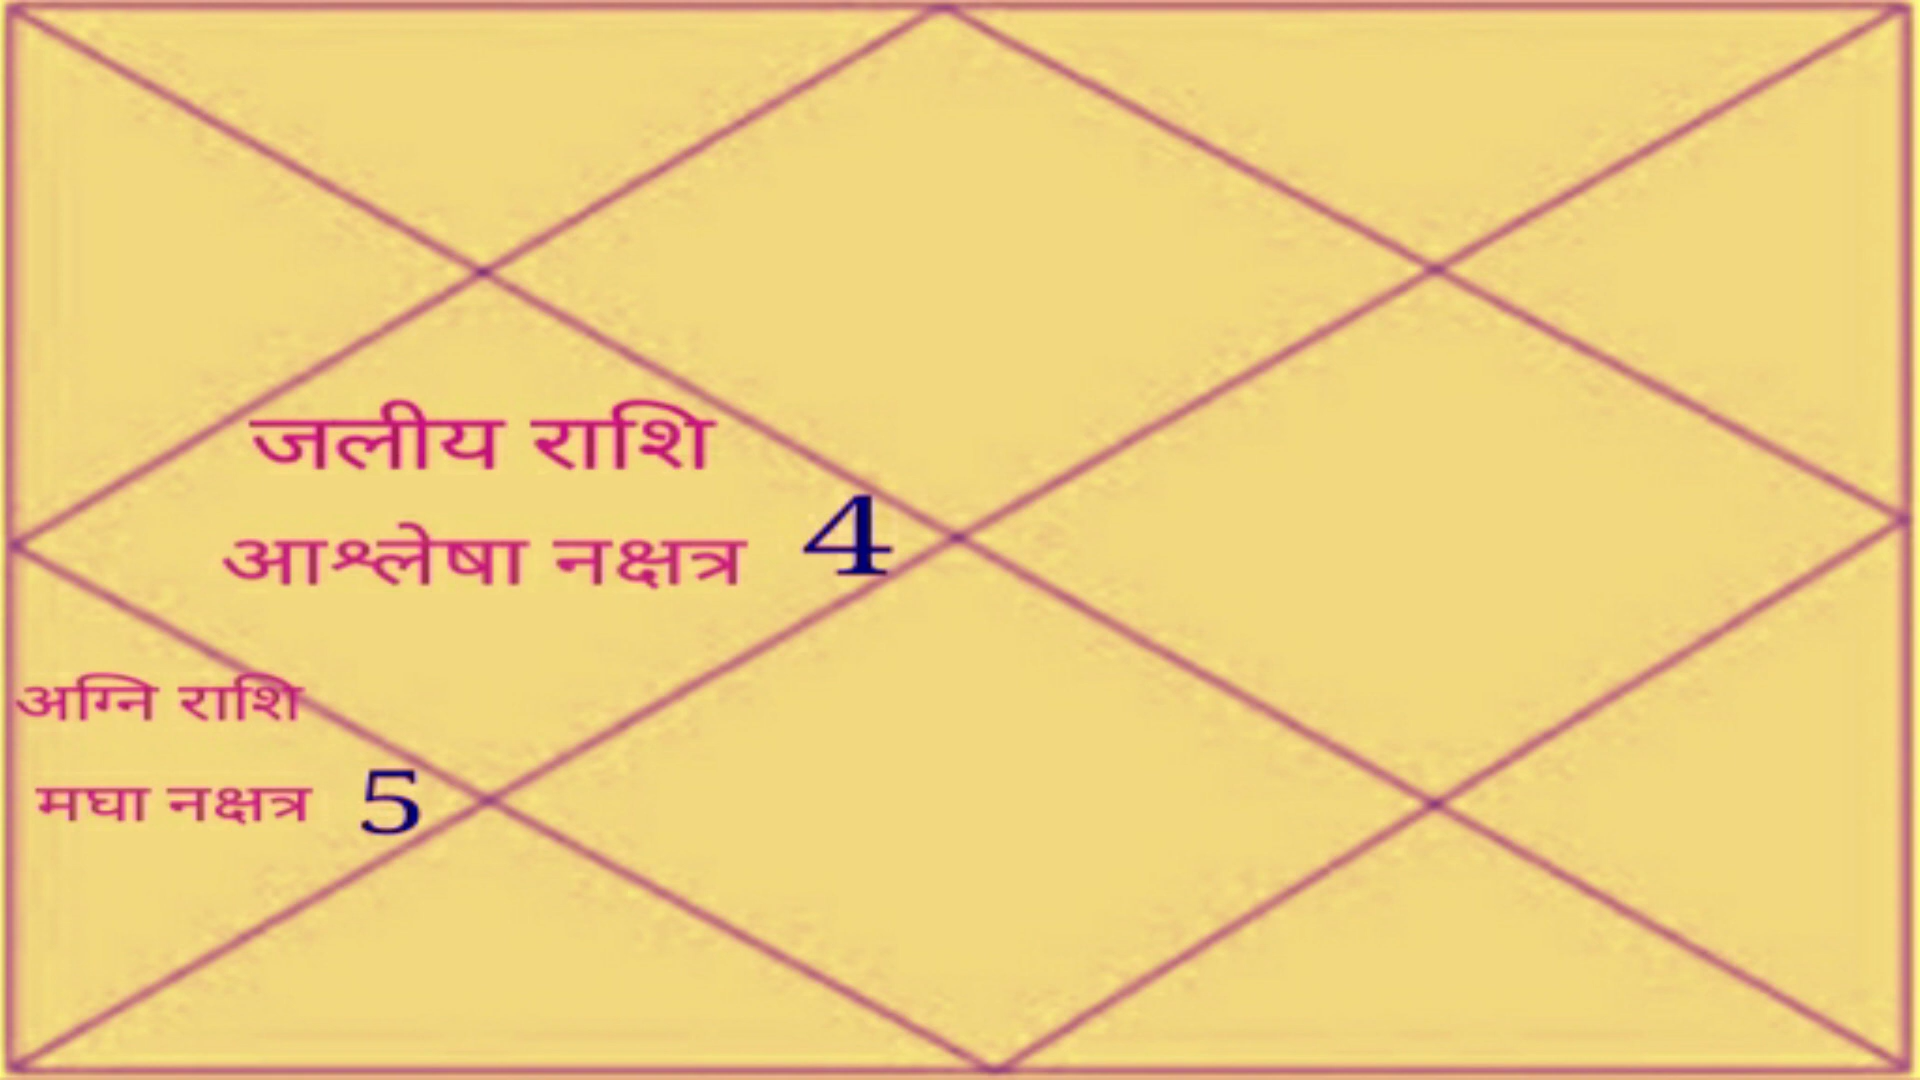 जलीय राशि
आश्लेषा नक्षत्र 4
अग्नि राशि
मघा नक्षत्र 5